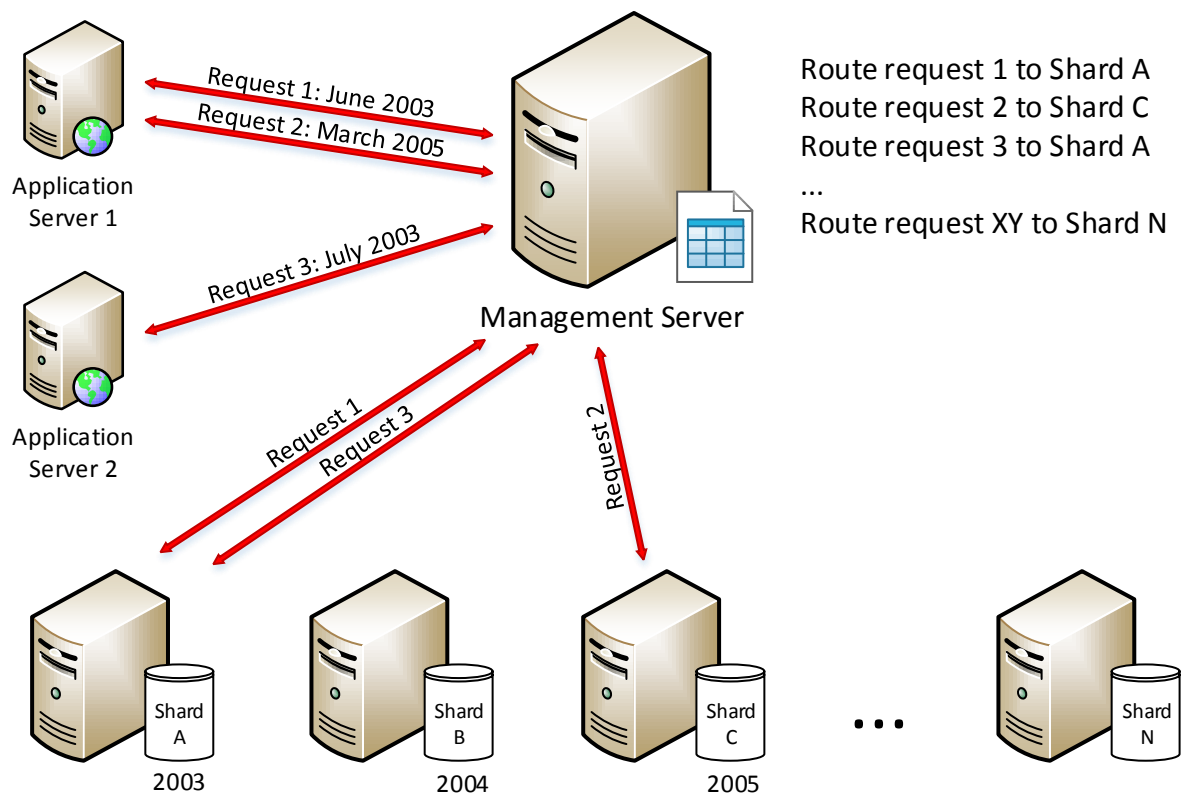 Request 1: June 2003
Request 2: March 2005
Application
Server 1
Route request 1 to Shard A
Route request 2 to Shard C
Route request 3 to Shard A
...
Route request XY to Shard N
Request 3: July 2003
Management Server
Application
Server 2
Request 1
Request 3
Rerquest 2
Shard
A
2003
Shard
B
2004
Shard
C
2005
...
Shard
N